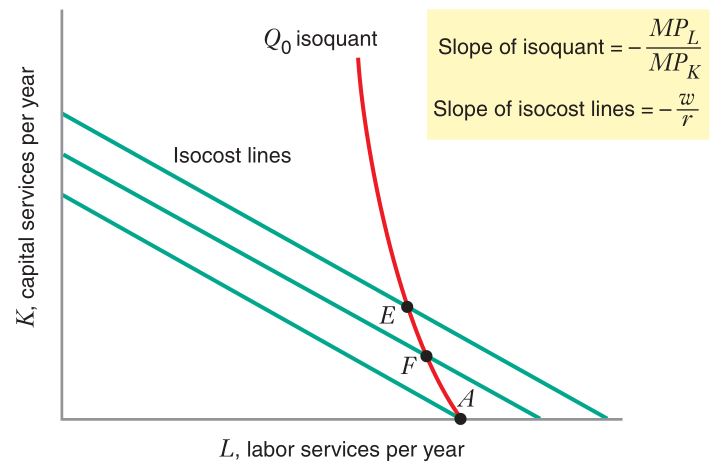 Q0 isoquant
Slope of isoquant = − MPL / MPK
Slope of isocost lines = − w / r
Isocost lines
K, capital services per year
E
F
A
L, labor services per year